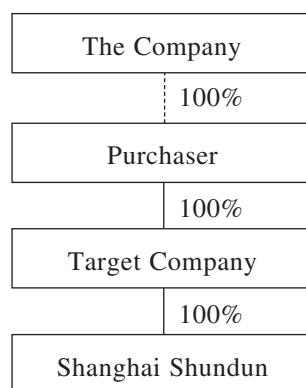 The Company
100%
Purchaser
100%
Target Company
100%
Shanghai Shundun